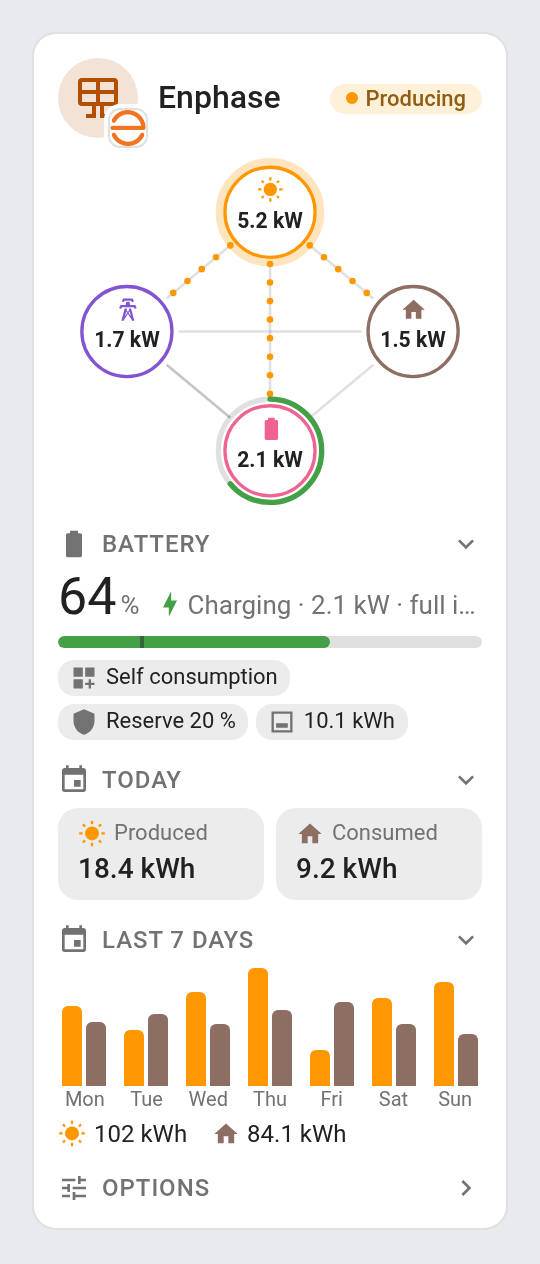 Enphase
Producing
5.2 kW
1.7 kW
1.5 kW
2.1 kW
BATTERY
64 % Charging · 2.1 kW · full i…
Self consumption
Reserve 20 % 10.1 kWh
TODAY
Produced Consumed
18.4 kWh 9.2 kWh
LAST 7 DAYS
Mon Tue Wed Thu Fri Sat Sun
102 kWh 84.1 kWh
OPTIONS